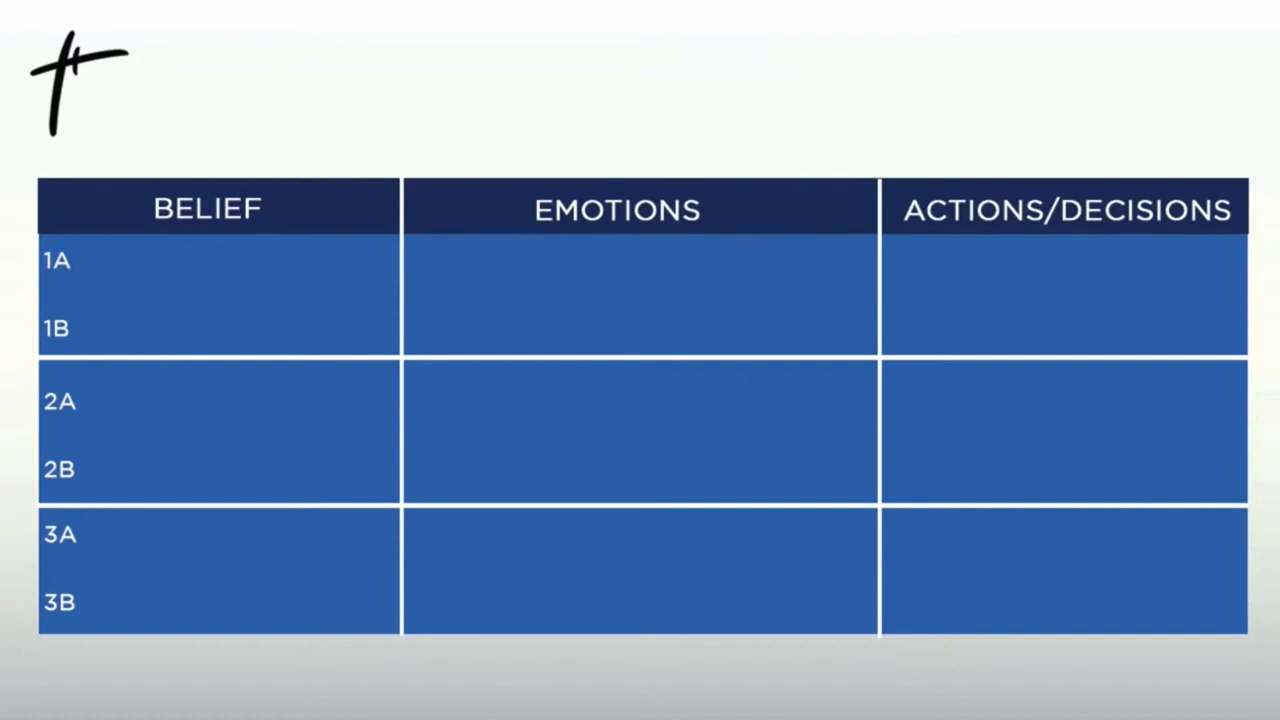 BELIEF
EMOTIONS
ACTIONS/DECISIONS
1A
1B
2A
2B
3A
3B